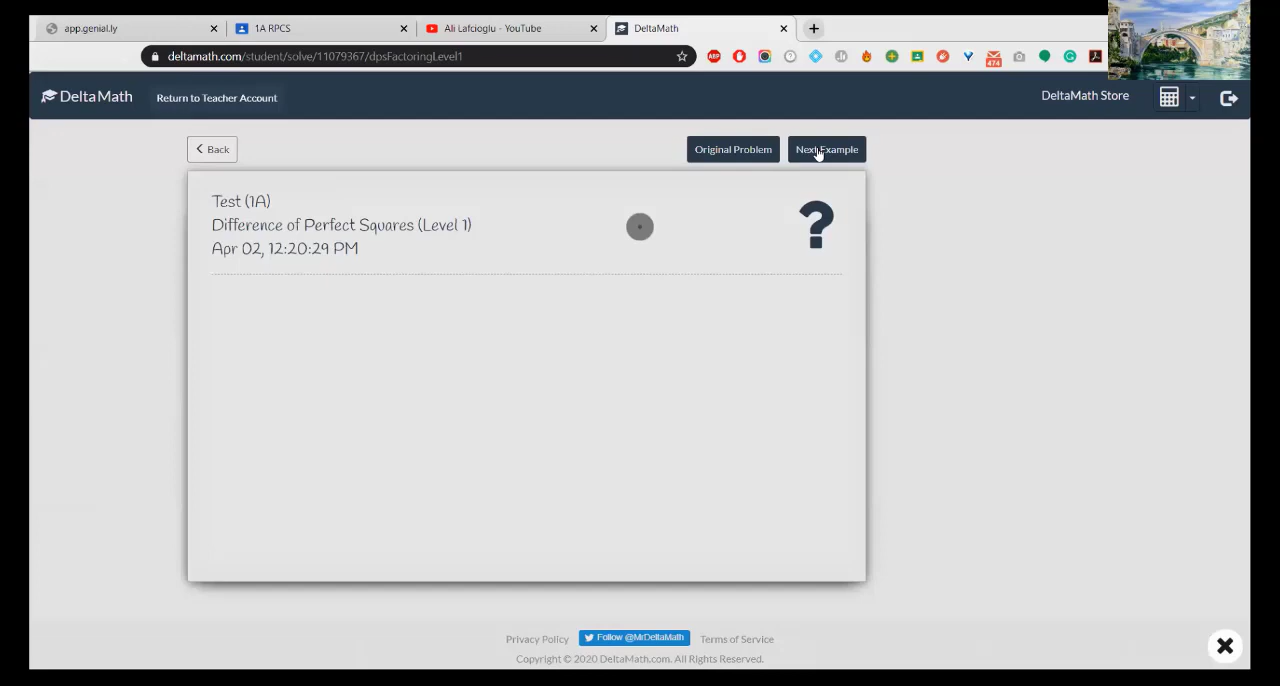 app.genial.ly
1A RPCS
Ali Lafcioglu - YouTube
DeltaMath
deltamath.com/student/solve/11079367/dpsFactoringLevel1
ABP
474
DeltaMath
Return to Teacher Account
DeltaMath Store
Back
Original Problem
Next Example
Test (1A)
Difference of Perfect Squares (Level 1)
Apr 02, 12:20:29 PM
?
Privacy Policy
Follow @MrDeltaMath
Terms of Service
Copyright © 2020 DeltaMath.com. All Rights Reserved.